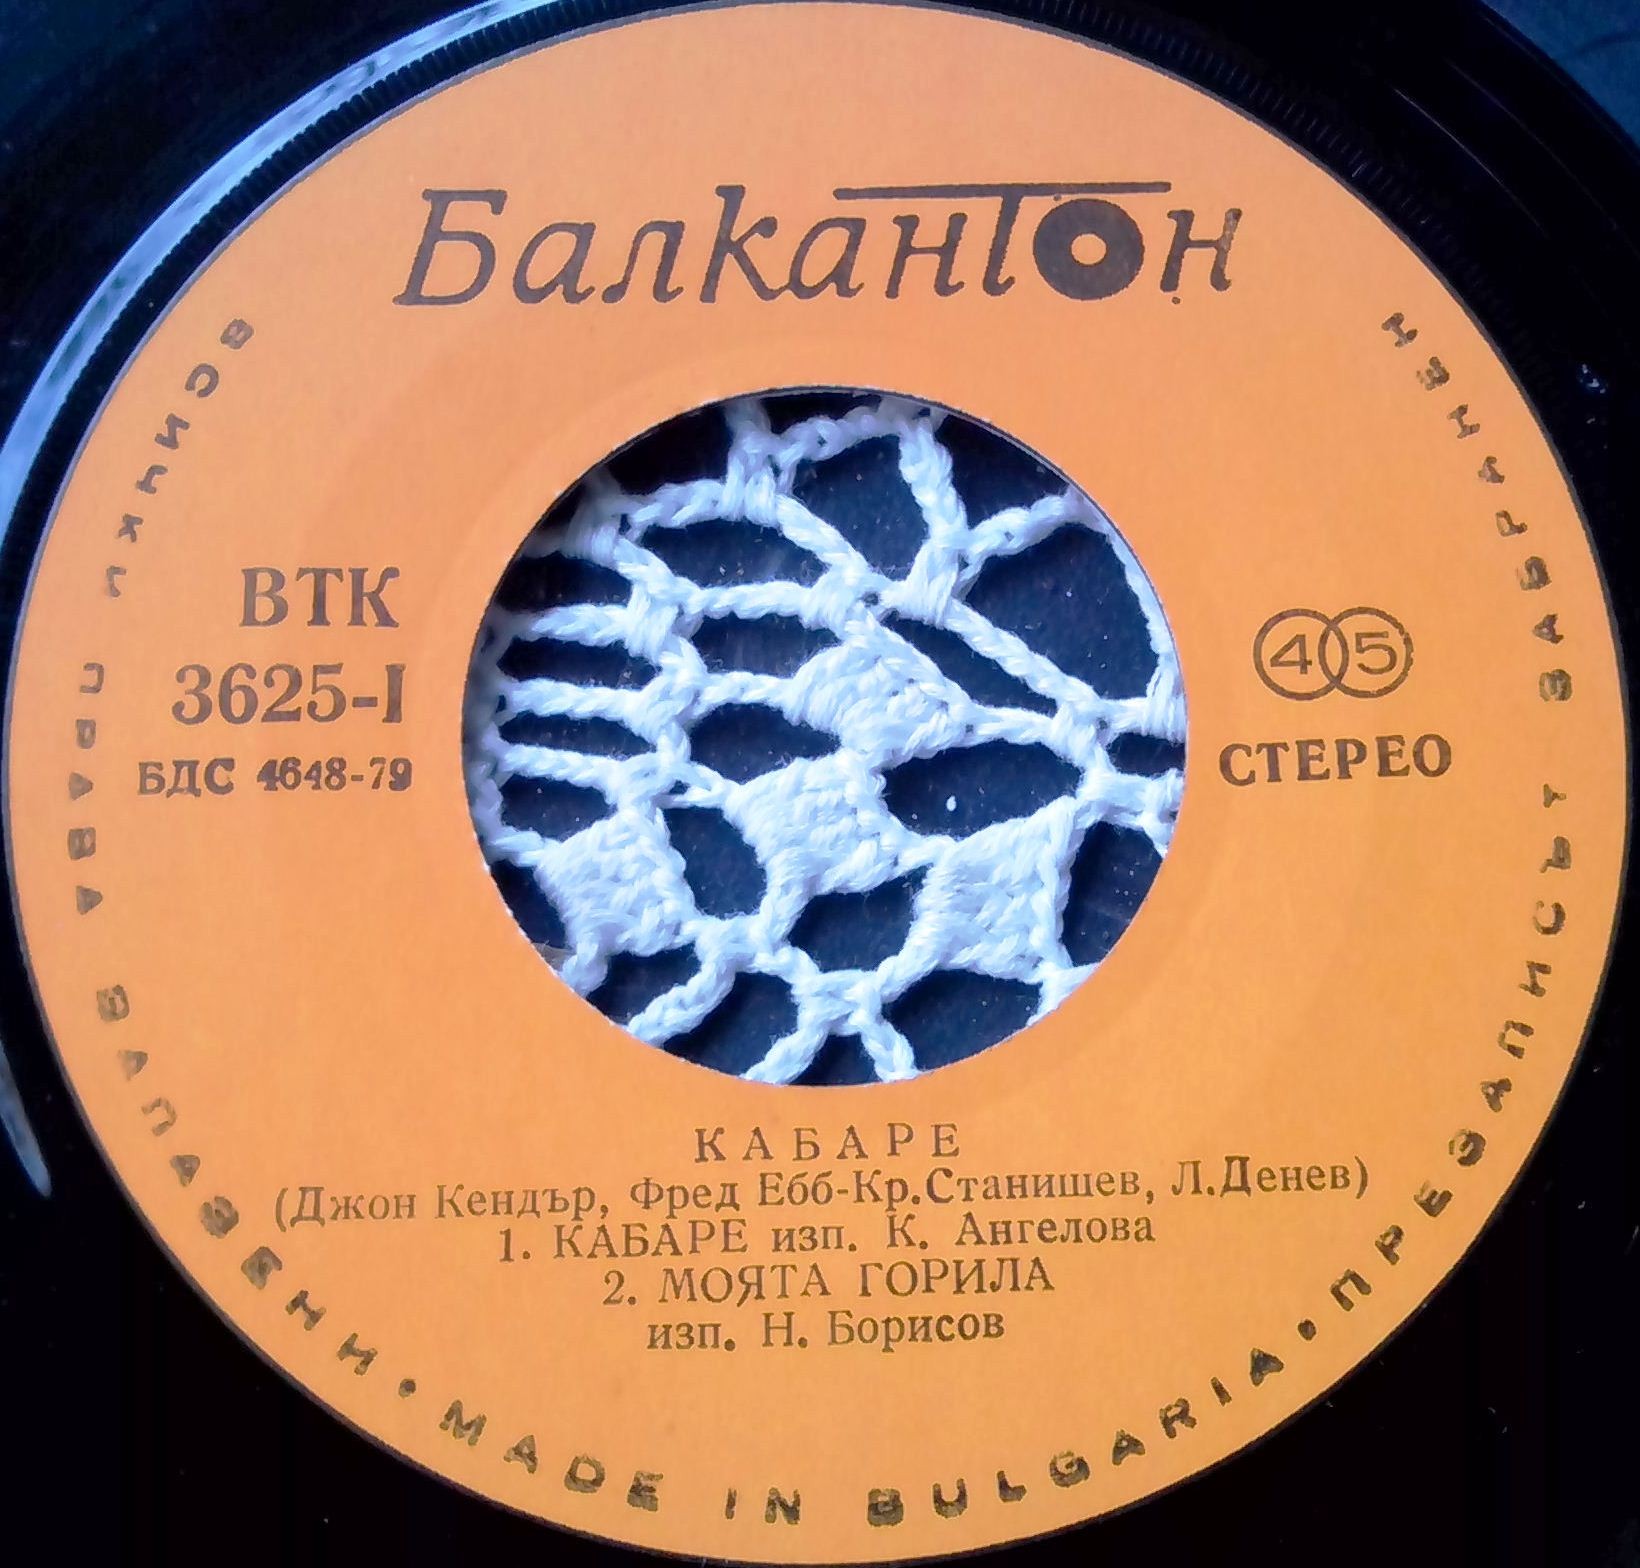 Балкантон
ВТК
3625-I
БДС 4648-79
45
СТЕРЕО
КАБАРЕ
(Джон Кендър, Фред Ебб-Кр.Станишев, Л.Денев)
1. КАБАРЕ изп. К. Ангелова
2. МОЯТА ГОРИЛА
изп. Н. Борисов
ВСИЧКИ ПРАВА ЗАПАЗЕНИ • MADE IN BULGARIA • ПРЕЗАПИСЪТ ЗАБРАНЕН